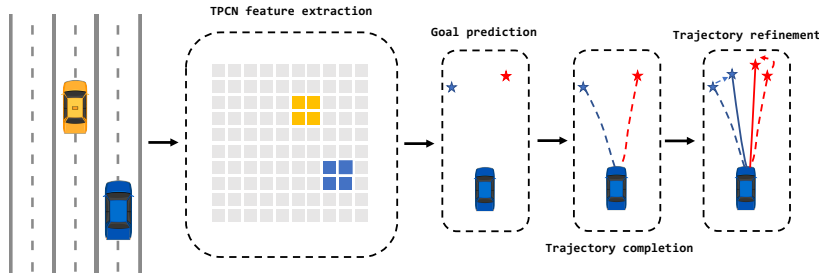 TPCN feature extraction
Goal prediction
Trajectory refinement
Trajectory completion